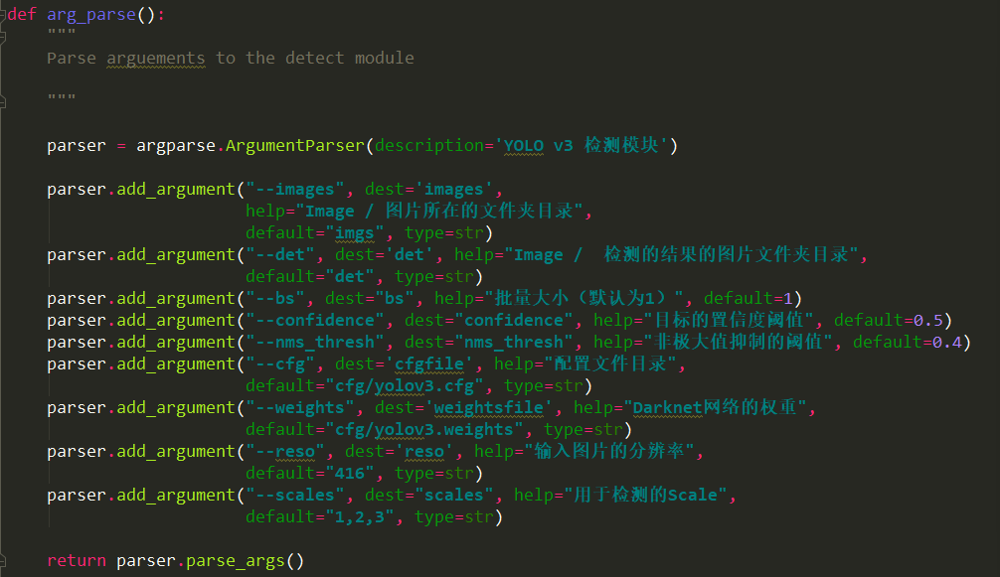 def arg_parse():
    """
    Parse arguements to the detect module

    """

    parser = argparse.ArgumentParser(description='YOLO v3 检测模块')

    parser.add_argument("--images", dest='images',
                        help="Image / 图片所在的文件夹目录",
                        default="imgs", type=str)
    parser.add_argument("--det", dest='det', help="Image /  检测的结果的图片文件夹目录",
                        default="det", type=str)
    parser.add_argument("--bs", dest="bs", help="批量大小（默认为1）", default=1)
    parser.add_argument("--confidence", dest="confidence", help="目标的置信度阈值", default=0.5)
    parser.add_argument("--nms_thresh", dest="nms_thresh", help="非极大值抑制的阈值", default=0.4)
    parser.add_argument("--cfg", dest='cfgfile', help="配置文件目录",
                        default="cfg/yolov3.cfg", type=str)
    parser.add_argument("--weights", dest='weightsfile', help="Darknet网络的权重",
                        default="cfg/yolov3.weights", type=str)
    parser.add_argument("--reso", dest='reso', help="输入图片的分辨率",
                        default="416", type=str)
    parser.add_argument("--scales", dest="scales", help="用于检测的Scale",
                        default="1,2,3", type=str)

    return parser.parse_args()